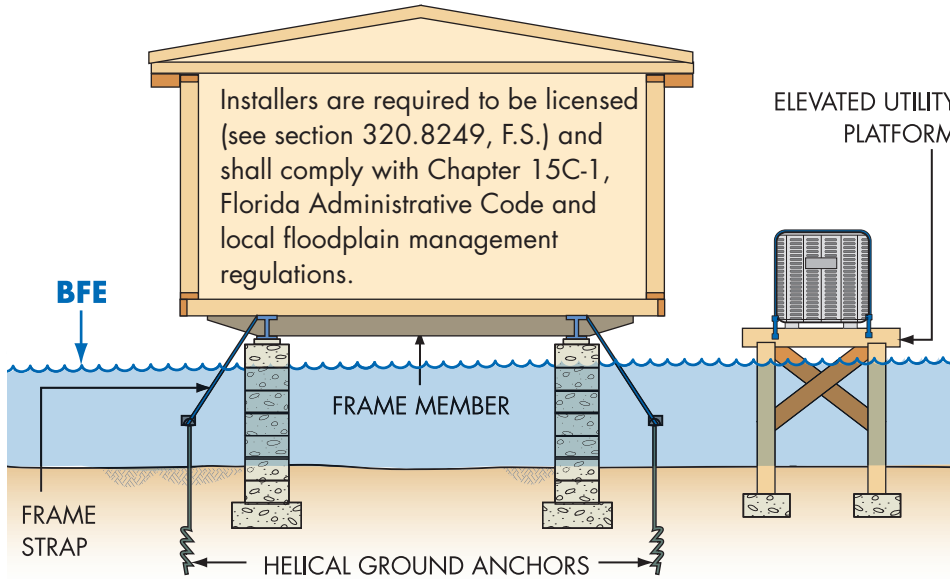 Installers are required to be licensed
(see section 320.8249, F.S.) and
shall comply with Chapter 15C-1,
Florida Administrative Code and
local floodplain management
regulations.
ELEVATED UTILITY
PLATFORM
BFE
FRAME MEMBER
FRAME
STRAP
HELICAL GROUND ANCHORS